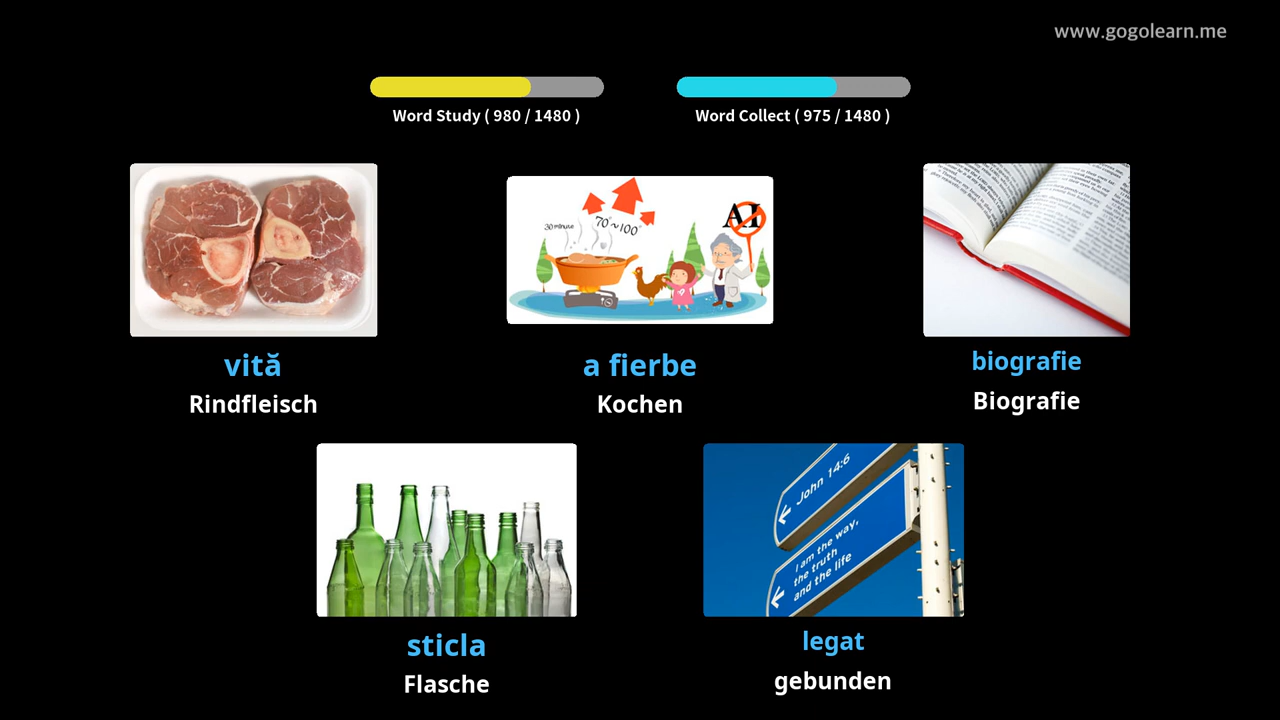 www.gogolearn.me
Word Study ( 980 / 1480 )
Word Collect ( 975 / 1480 )
30 minuse
70°~100°
AI
vită
Rindfleisch
a fierbe
Kochen
biografie
Biografie
John 14:6
I am the way,
the truth
and the life
sticla
Flasche
legat
gebunden